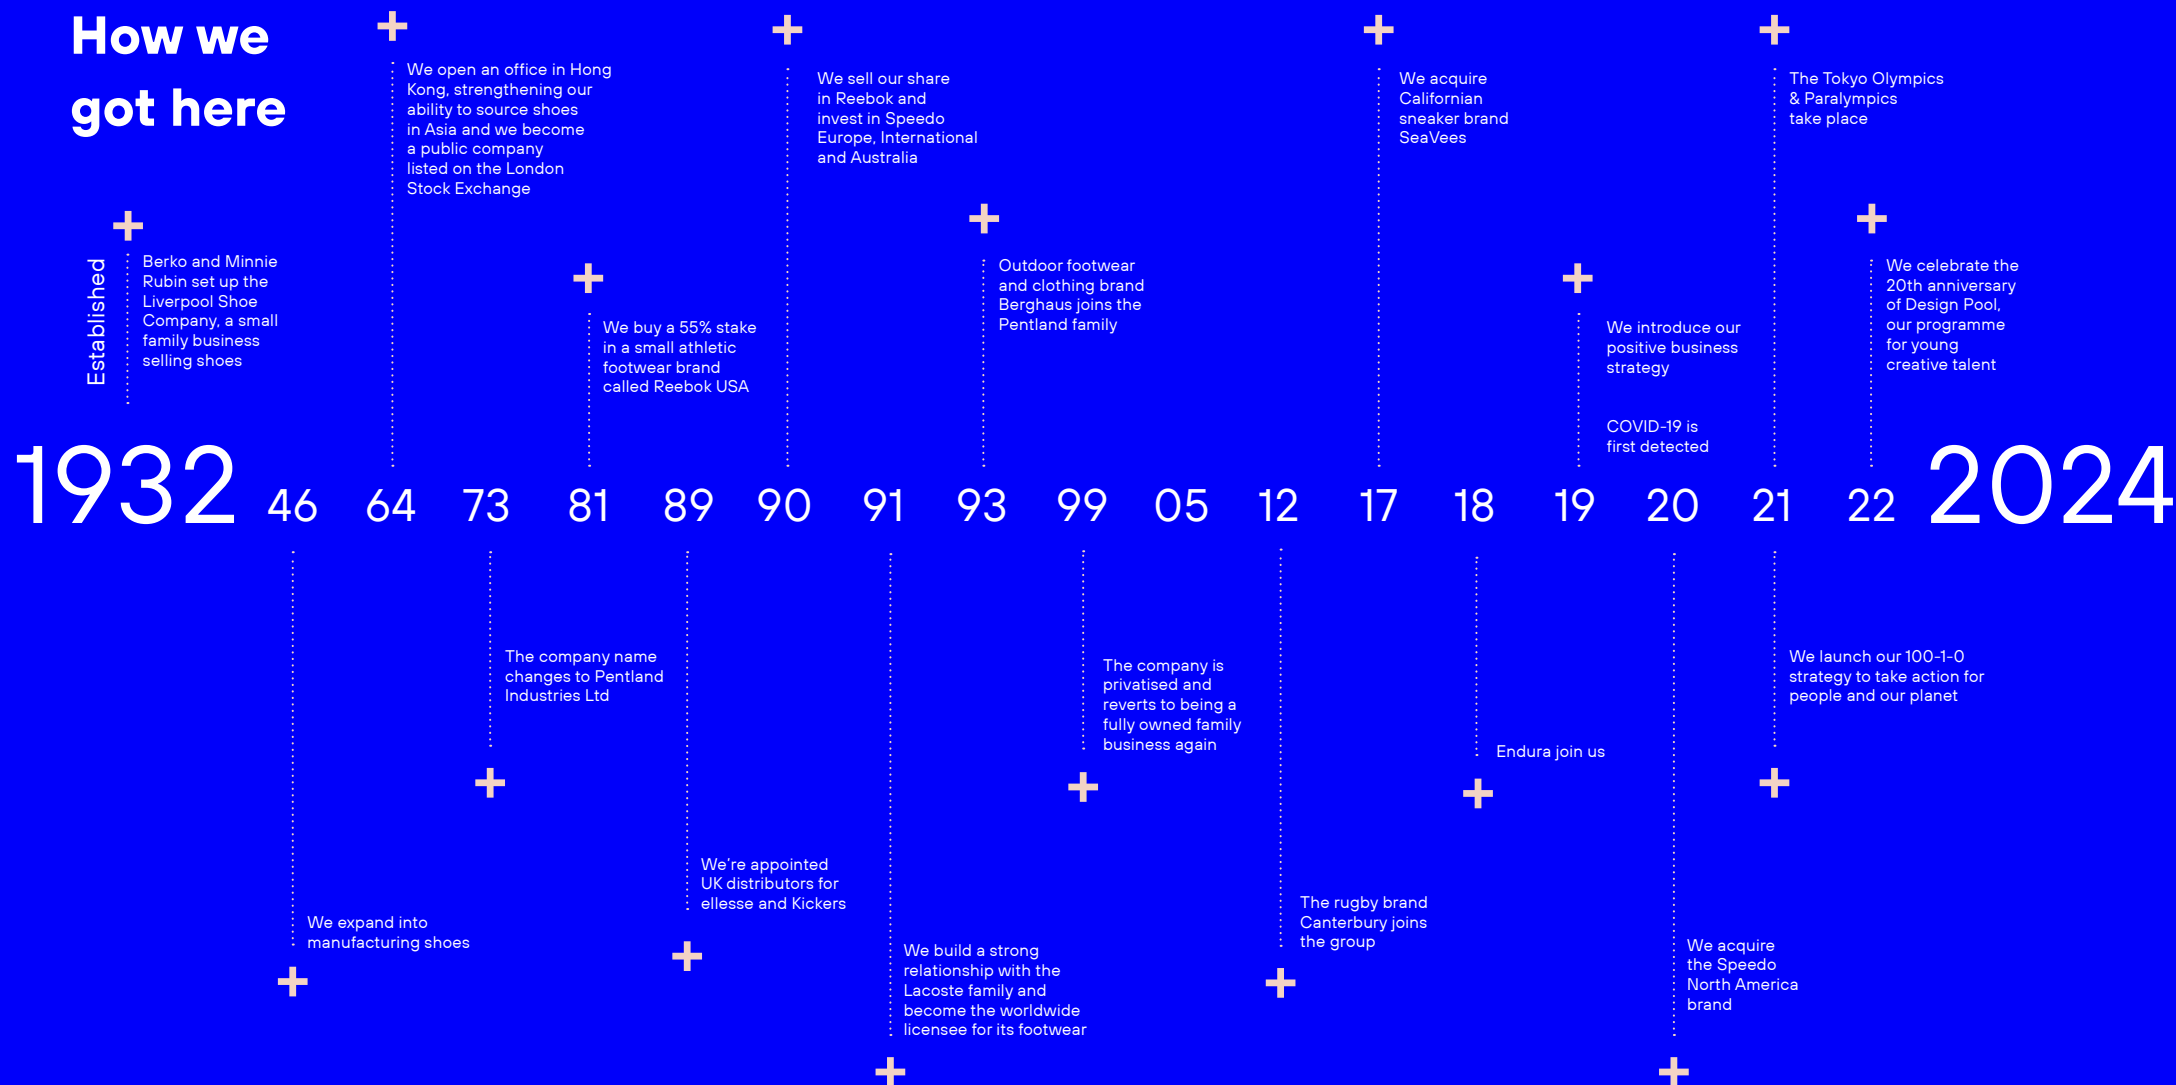 How we
got here
Established
Berko and Minnie
Rubin set up the
Liverpool Shoe
Company, a small
family business
selling shoes
We open an office in Hong
Kong, strengthening our
ability to source shoes
in Asia and we become
a public company
listed on the London
Stock Exchange
We buy a 55% stake
in a small athletic
footwear brand
called Reebok USA
We sell our share
in Reebok and
invest in Speedo
Europe, International
and Australia
Outdoor footwear
and clothing brand
Berghaus joins the
Pentland family
We acquire
Californian
sneaker brand
SeaVees
We introduce our
positive business
strategy
COVID-19 is
first detected
The Tokyo Olympics
& Paralympics
take place
We celebrate the
20th anniversary
of Design Pool,
our programme
for young
creative talent
1932 46 64 73 81 89 90 91 93 99 05 12 17 18 19 20 21 22 2024
We expand into
manufacturing shoes
The company name
changes to Pentland
Industries Ltd
We're appointed
UK distributors for
ellesse and Kickers
We build a strong
relationship with the
Lacoste family and
become the worldwide
licensee for its footwear
The company is
privatised and
reverts to being a
fully owned family
business again
The rugby brand
Canterbury joins
the group
Endura join us
We acquire
the Speedo
North America
brand
We launch our 100-1-0
strategy to take action for
people and our planet